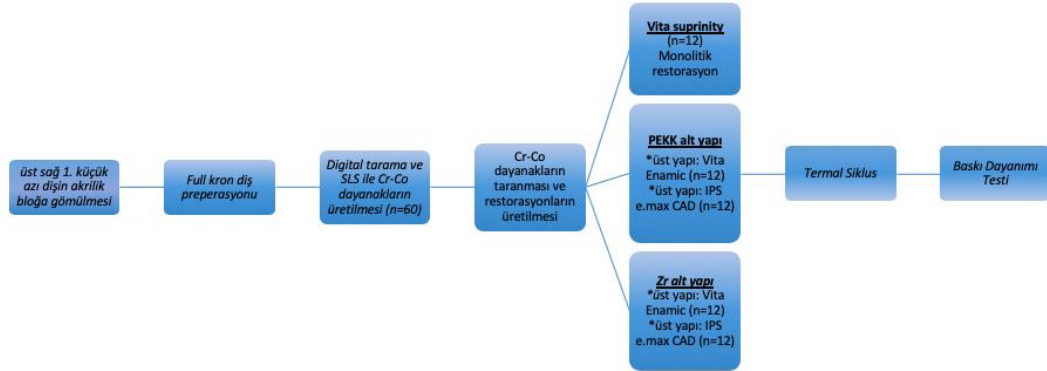 üst sağ 1. küçük
azı dişin akrilik
bloğa gömülmesi
Full kron diş
preperasyonu
Digital tarama ve
SLS ile Cr-Co
dayanakların
üretilmesi (n=60)
Cr-Co
dayanakların
taranması ve
restorasyonların
üretilmesi
Vita suprinity
(n=12)
Monolitik
restorasyon
PEKK alt yapı
*üst yapı: Vita
Enamic (n=12)
*üst yapı: IPS
e.max CAD (n=12)
Zr alt yapı
*üst yapı: Vita
Enamic (n=12)
*üst yapı: IPS
e.max CAD (n=12)
Termal Siklus
Baskı Dayanımı
Testi